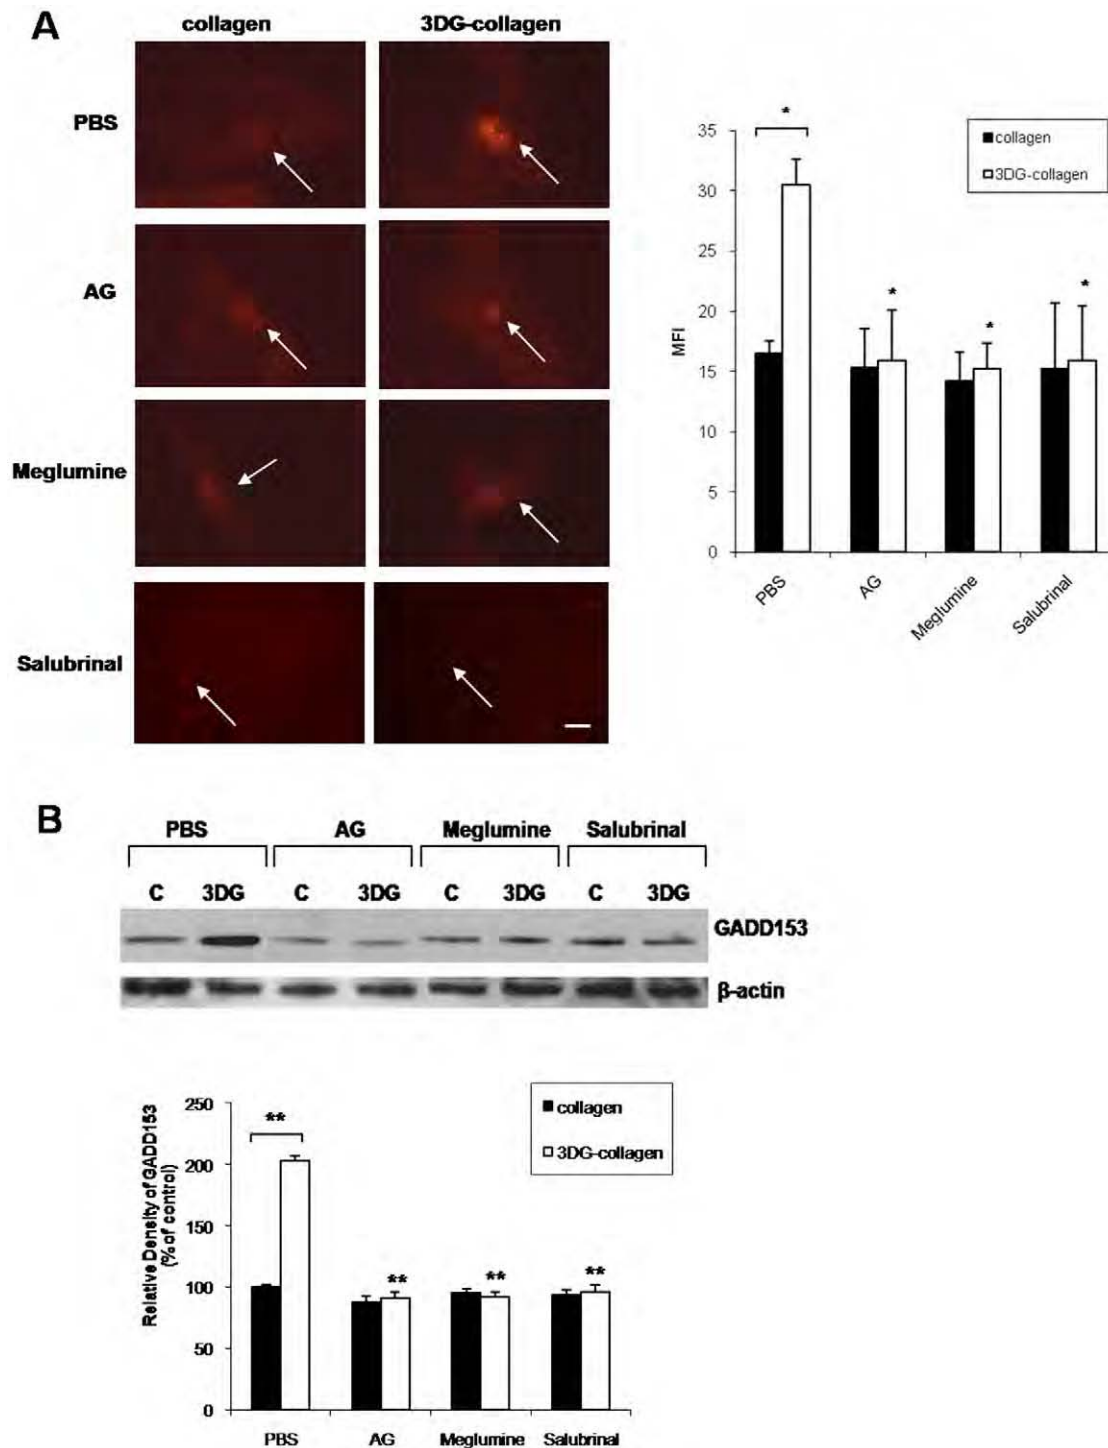 A
collagen 3DG-collagen
PBS
AG
Meglumine
Salubrinal
*
35
30
25
20
15
10
5
0
MFI
* * *
collagen
3DG-collagen
PBS AG Meglumine Salubrinal
B
PBS AG Meglumine Salubrinal
C 3DG C 3DG C 3DG C 3DG
GADD153
β-actin
Relative Density of GADD153
(% of control)
250
200
150
100
50
0
**
** ** **
collagen
3DG-collagen
PBS AG Meglumine Salubrinal